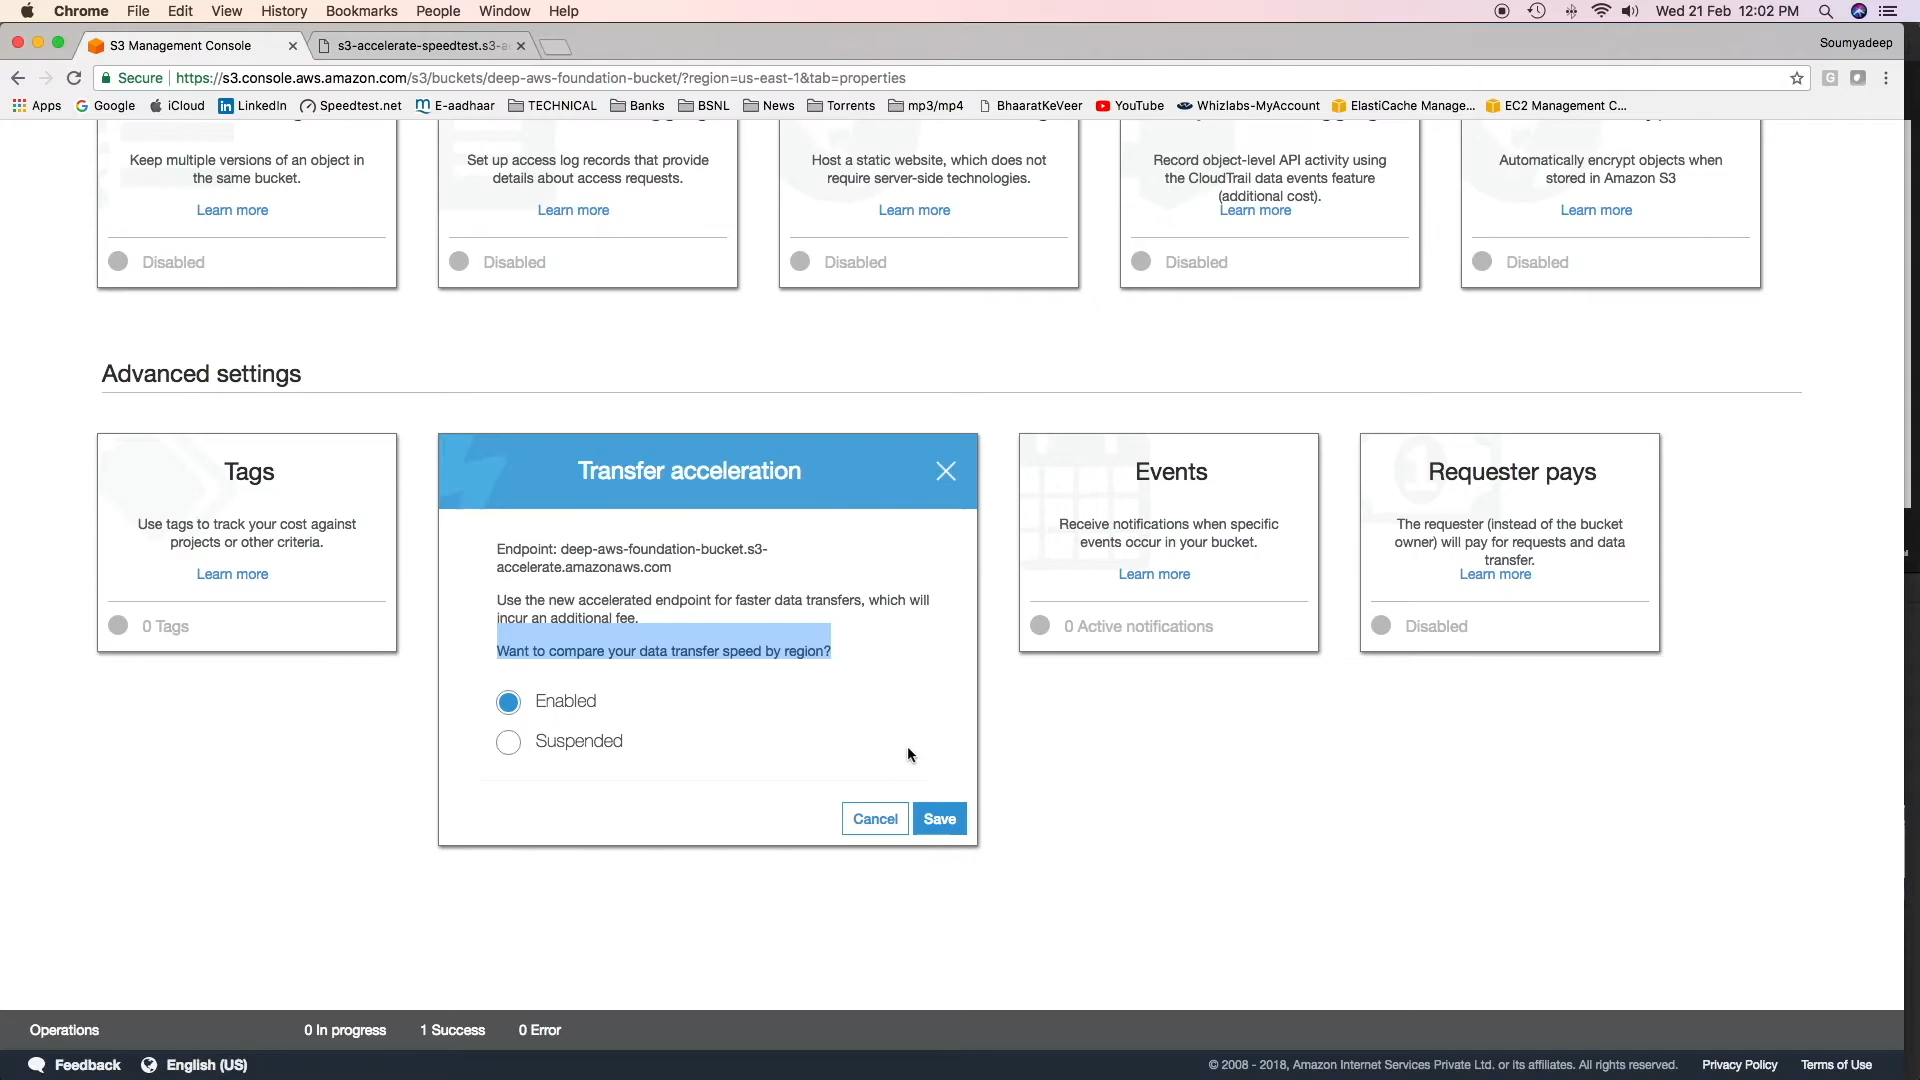 Chrome File Edit View History Bookmarks People Window Help Wed 21 Feb 12:02 PM
S3 Management Console s3-accelerate-speedtest.s3-a Soumyadeep
Secure https://s3.console.aws.amazon.com/s3/buckets/deep-aws-foundation-bucket/?region=us-east-1&tab=properties
Apps Google iCloud LinkedIn Speedtest.net E-aadhaar TECHNICAL Banks BSNL News Torrents mp3/mp4 BhaaratKeVeer YouTube Whizlabs-MyAccount ElastiCache Manage... EC2 Management C...
Keep multiple versions of an object in
the same bucket.
Learn more
Disabled
Set up access log records that provide
details about access requests.
Learn more
Disabled
Host a static website, which does not
require server-side technologies.
Learn more
Disabled
Record object-level API activity using
the CloudTrail data events feature
(additional cost).
Learn more
Disabled
Automatically encrypt objects when
stored in Amazon S3
Learn more
Disabled
Advanced settings
Tags
Use tags to track your cost against
projects or other criteria.
Learn more
0 Tags
Transfer acceleration
Endpoint: deep-aws-foundation-bucket.s3-
accelerate.amazonaws.com
Use the new accelerated endpoint for faster data transfers, which will
incur an additional fee.
Want to compare your data transfer speed by region?
Enabled
Suspended
Cancel Save
Events
Receive notifications when specific
events occur in your bucket.
Learn more
0 Active notifications
Requester pays
The requester (instead of the bucket
owner) will pay for requests and data
transfer.
Learn more
Disabled
Operations 0 In progress 1 Success 0 Error
Feedback English (US) © 2008 - 2018, Amazon Internet Services Private Ltd. or its affiliates. All rights reserved. Privacy Policy Terms of Use